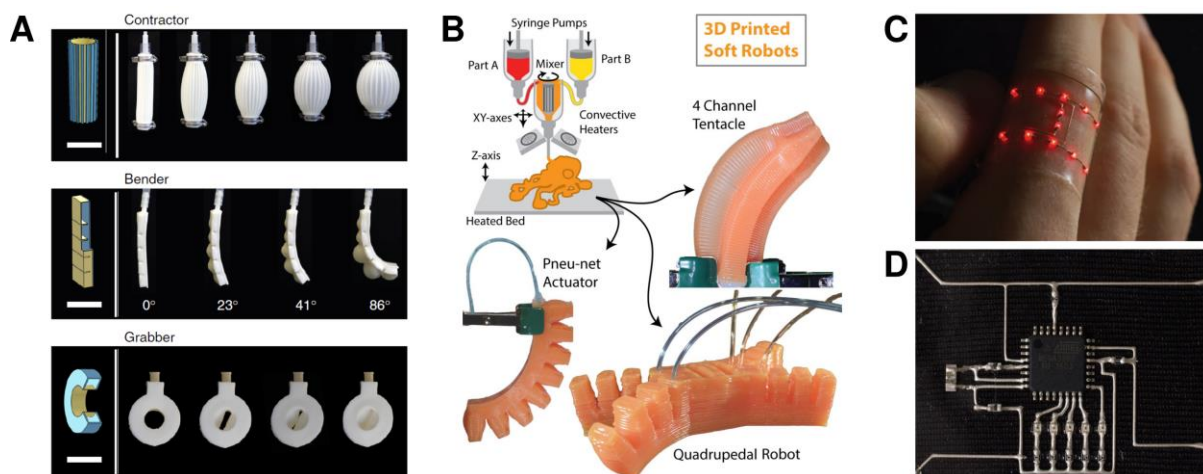 A
Contractor
Bender
0°
23°
41°
86°
Grabber
B
Syringe Pumps
Part A
Part B
Mixer
XY-axes
Convective
Heaters
Z-axis
Heated Bed
3D Printed
Soft Robots
4 Channel
Tentacle
Pneu-net
Actuator
Quadrupedal Robot
C
D